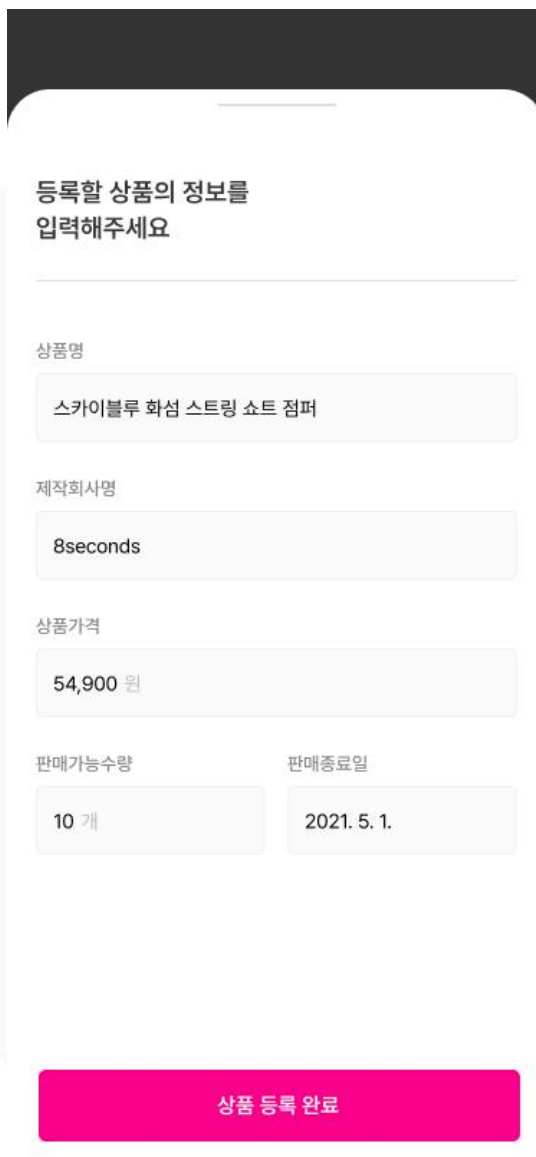 등록할 상품의 정보를
입력해주세요
상품명
스카이블루 화섬 스트링 쇼트 점퍼
제작회사명
8seconds
상품가격
54,900 원
판매가능수량 판매종료일
10 개 2021. 5. 1.
상품 등록 완료